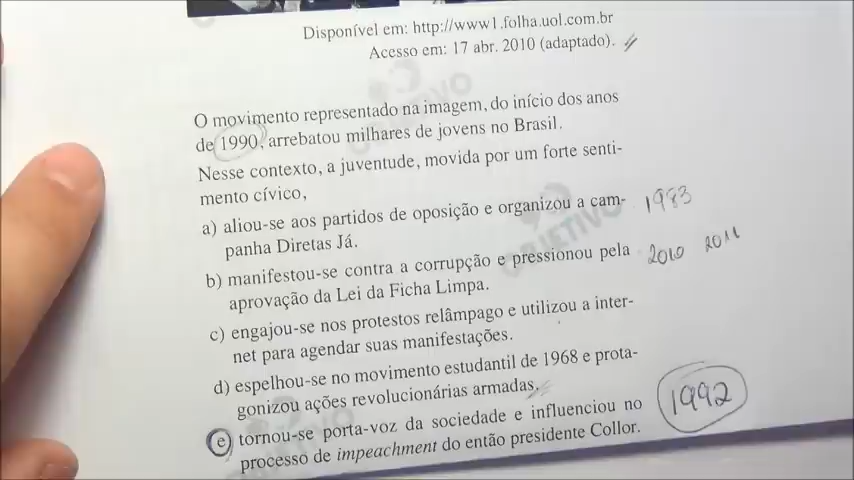 Disponível em: http://www1.folha.uol.com.br
Acesso em: 17 abr. 2010 (adaptado).
O movimento representado na imagem, do início dos anos
de 1990, arrebatou milhares de jovens no Brasil.
Nesse contexto, a juventude, movida por um forte senti-
mento cívico,
a) aliou-se aos partidos de oposição e organizou a cam- 1983
panha Diretas Já.
b) manifestou-se contra a corrupção e pressionou pela 2010 2011
aprovação da Lei da Ficha Limpa.
c) engajou-se nos protestos relâmpago e utilizou a inter-
net para agendar suas manifestações.
d) espelhou-se no movimento estudantil de 1968 e prota-
gonizou ações revolucionárias armadas.
e) tornou-se porta-voz da sociedade e influenciou no 1992
processo de impeachment do então presidente Collor.
OBJETIVO
OBJETIVO